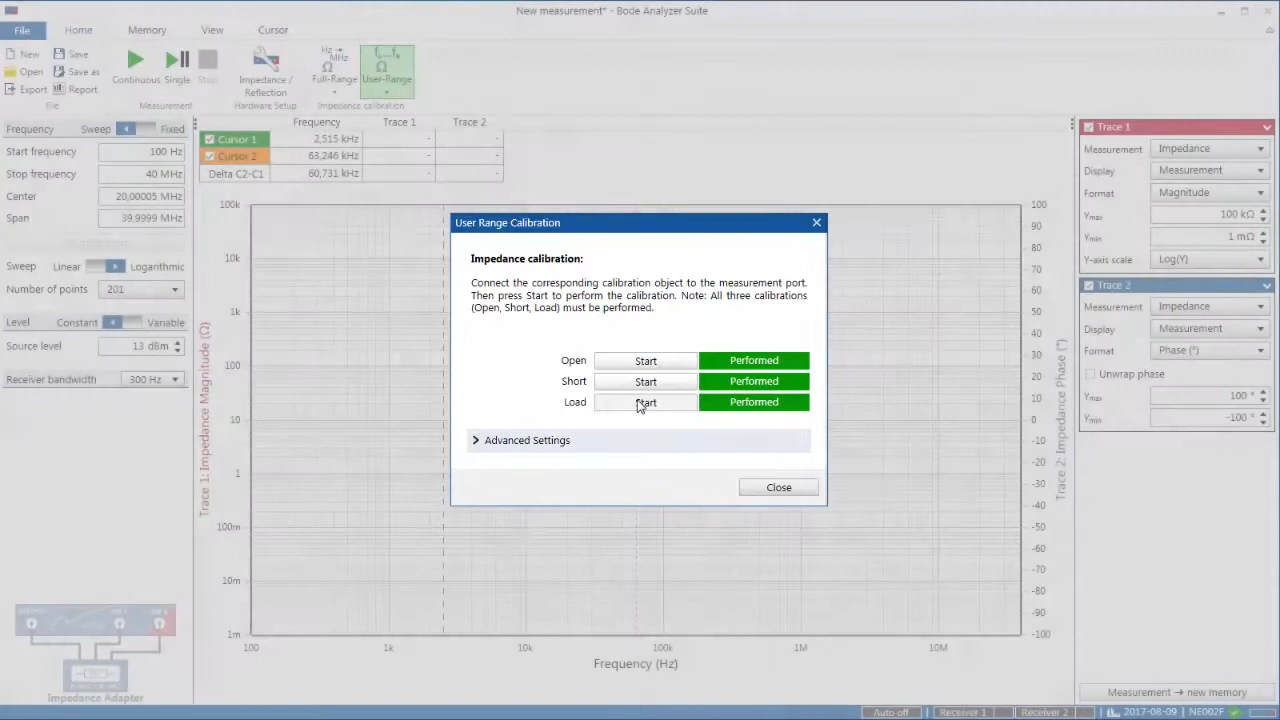 New measurement* - Bode Analyzer Suite
File Home Memory View Cursor
New Save
Open Save as
Export Report
File
Continuous Single Stop
Measurement
Impedance / Reflection
Hardware Setup
Hz → MHz Ω
Full-Range
User-Range
Impedance calibration
Frequency Sweep Fixed
Start frequency 100 Hz
Stop frequency 40 MHz
Center 20,00005 MHz
Span 39,9999 MHz
Sweep Linear Logarithmic
Number of points 201
Level Constant Variable
Source level 13 dBm
Receiver bandwidth 300 Hz
Impedance Adapter
Frequency Trace 1 Trace 2
Cursor 1 2,515 kHz - -
Cursor 2 63,246 kHz - -
Delta C2-C1 60,731 kHz - -
Trace 1: Impedance Magnitude (Ω)
100k
10k
1k
100
10
1
100m
10m
1m
100 1k 10k 100k 1M 10M
Frequency (Hz)
100
90
80
70
60
50
40
30
20
10
0
-10
-20
-30
-40
-50
-60
-70
-80
-90
-100
Trace 2: Impedance Phase (°)
User Range Calibration
Impedance calibration:
Connect the corresponding calibration object to the measurement port.
Then press Start to perform the calibration. Note: All three calibrations
(Open, Short, Load) must be performed.
Open Start Performed
Short Start Performed
Load Start Performed
Advanced Settings
Close
Trace 1
Measurement Impedance
Display Measurement
Format Magnitude
Ymax 100 kΩ
Ymin 1 mΩ
Y-axis scale Log(Y)
Trace 2
Measurement Impedance
Display Measurement
Format Phase (°)
Unwrap phase
Ymax 100 °
Ymin -100 °
Measurement → new memory
Auto off Receiver 1 Receiver 2 2017-08-09 NE002F